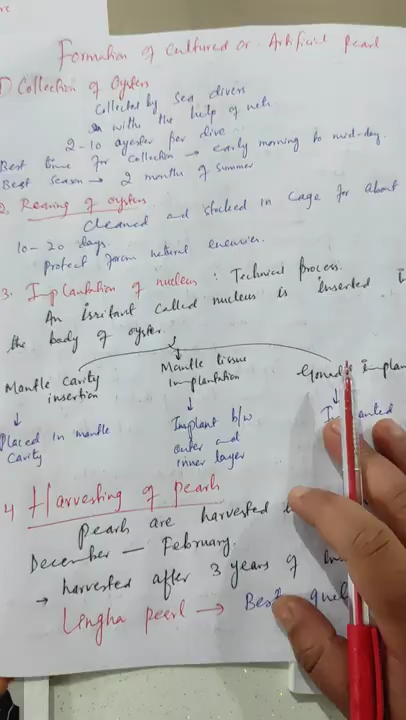 Formation of Cultured or Artificial pearl
1) Collection of Oysters
Collected by Sea divers
with the help of nets.
2-10 oyester per dive
Best time for collection → early morning to mid-day.
Best season → 2 months of summer
2. Rearing of oysters
Cleaned and stocked in cage for about
10-20 days.
Protect from natural enemies.
3. Implantation of nucleus : Technical process.
An irritant called nucleus is inserted i
the body of oyster.
Mantle cavity insertion
Mantle tissue implantation
Gonad implan
↓ Placed in mantle cavity
↓ Implant b/w outer and inner layer
↓
4 Harvesting of pearls
pearls are harvested
December - February.
→ harvested after 3 years of
Lingha pearl → Best